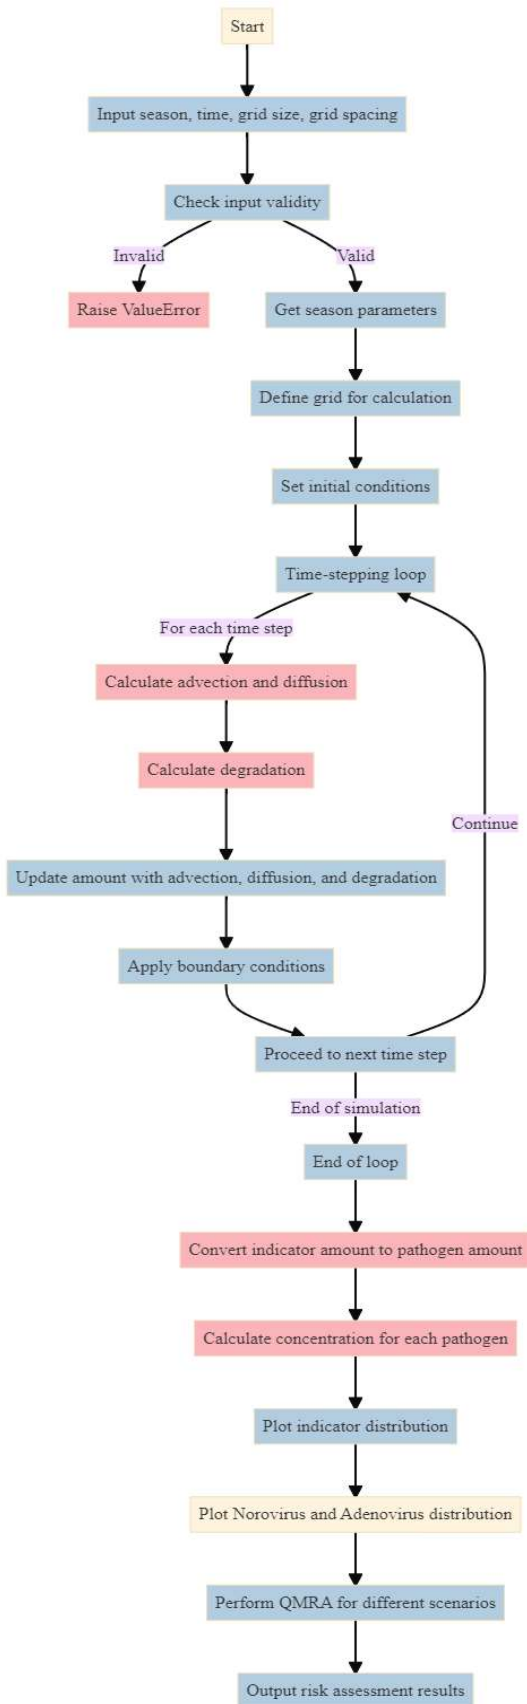 Start
Input season, time, grid size, grid spacing
Check input validity
Invalid
Valid
Raise ValueError
Get season parameters
Define grid for calculation
Set initial conditions
Time-stepping loop
For each time step
Calculate advection and diffusion
Calculate degradation
Continue
Update amount with advection, diffusion, and degradation
Apply boundary conditions
Proceed to next time step
End of simulation
End of loop
Convert indicator amount to pathogen amount
Calculate concentration for each pathogen
Plot indicator distribution
Plot Norovirus and Adenovirus distribution
Perform QMRA for different scenarios
Output risk assessment results